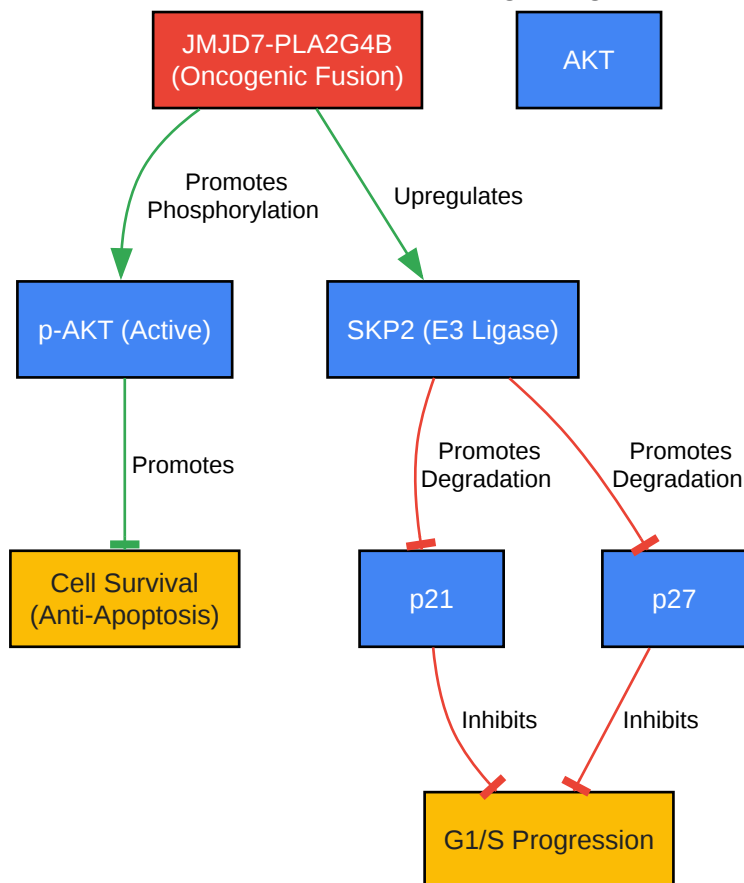 JMJD7-PLA2G4B
(Oncogenic Fusion)
AKT
Promotes
Phosphorylation
Upregulates
p-AKT (Active)
SKP2 (E3 Ligase)
Promotes
Promotes
Degradation
Promotes
Degradation
Cell Survival
(Anti-Apoptosis)
p21
p27
Inhibits
Inhibits
G1/S Progression